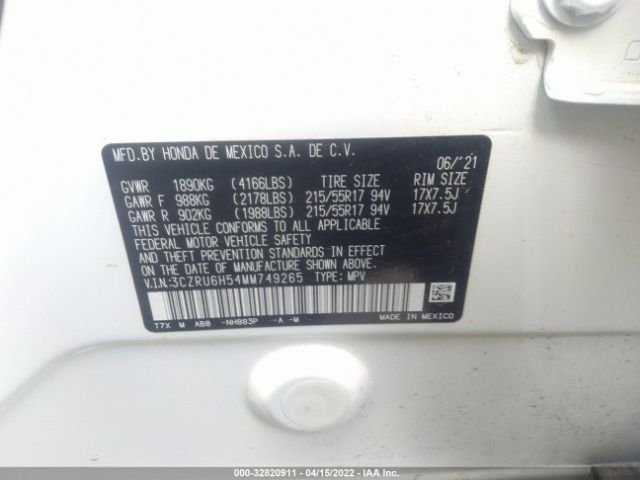 MFD.BY HONDA DE MEXICO S.A. DE C.V.
06/'21
GVWR 1890KG (4166LBS) TIRE SIZE RIM SIZE
GAWR F 988KG (2178LBS) 215/55R17 94V 17X7.5J
GAWR R 902KG (1988LBS) 215/55R17 94V 17X7.5J
THIS VEHICLE CONFORMS TO ALL APPLICABLE
FEDERAL MOTOR VEHICLE SAFETY
AND THEFT PREVENTION STANDARDS IN EFFECT
ON THE DATE OF MANUFACTURE SHOWN ABOVE.
V.I.N:3CZRU6H54MM749265 TYPE: MPV
T7X M ABB -NH883P -A -M
MADE IN MEXICO
000-32820911 - 04/15/2022 - IAA Inc.